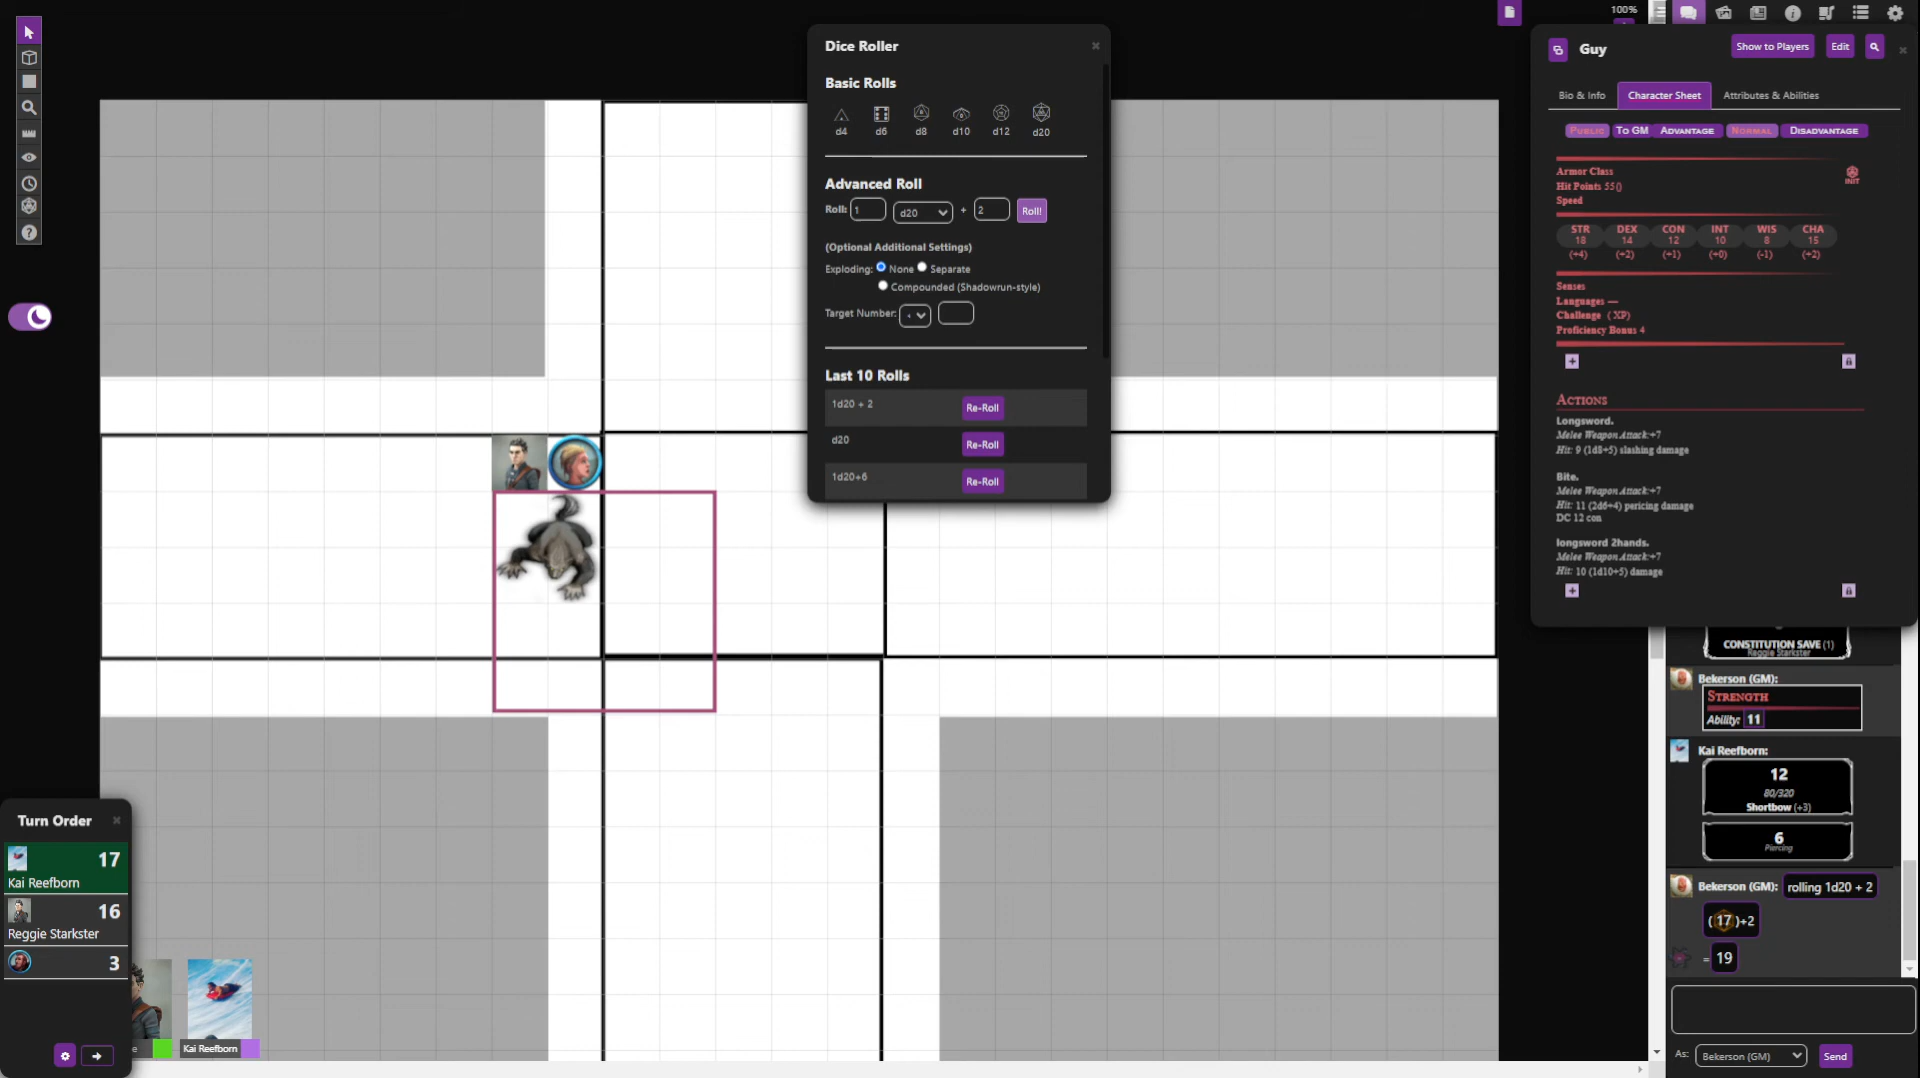 100%
Dice Roller
Basic Rolls
d4 d6 d8 d10 d12 d20
Advanced Roll
Roll: 1 d20 + 2 Roll!
(Optional Additional Settings)
Exploding: None Separate
Compounded (Shadowrun-style)
Target Number: <
Last 10 Rolls
1d20 + 2 Re-Roll
d20 Re-Roll
1d20+6 Re-Roll
Guy Show to Players Edit
Bio & Info Character Sheet Attributes & Abilities
Public To GM Advantage Normal Disadvantage
Armor Class
INIT
Hit Points 55()
Speed
STR DEX CON INT WIS CHA
18 14 12 10 8 15
(+4) (+2) (+1) (+0) (-1) (+2)
Senses
Languages —
Challenge ( XP)
Proficiency Bonus 4
Actions
Longsword.
Melee Weapon Attack:+7
Hit: 9 (1d8+5) slashing damage
Bite.
Melee Weapon Attack:+7
Hit: 11 (2d6+4) pericing damage
DC 12 con
longsword 2hands.
Melee Weapon Attack:+7
Hit: 10 (1d10+5) damage
CONSTITUTION SAVE (1)
Reggie Starkster
Bekerson (GM):
Strength
Ability: 11
Kai Reefborn:
12
80/320
Shortbow (+3)
6
Piercing
Bekerson (GM): rolling 1d20 + 2
(17)+2
= 19
As: Bekerson (GM) Send
Turn Order
17
Kai Reefborn
16
Reggie Starkster
3
e Kai Reefborn